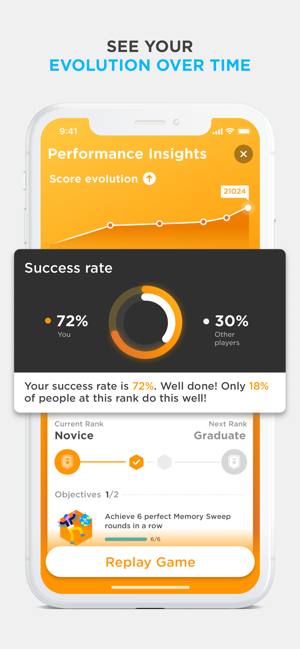 SEE YOUR
EVOLUTION OVER TIME
9:41
Performance Insights
Score evolution
21024
Success rate
72%
You
30%
Other
players
Your success rate is 72%. Well done! Only 18%
of people at this rank do this well!
Current Rank
Next Rank
Novice
Graduate
Objectives 1/2
Achieve 6 perfect Memory Sweep
rounds in a row
6/6
Replay Game